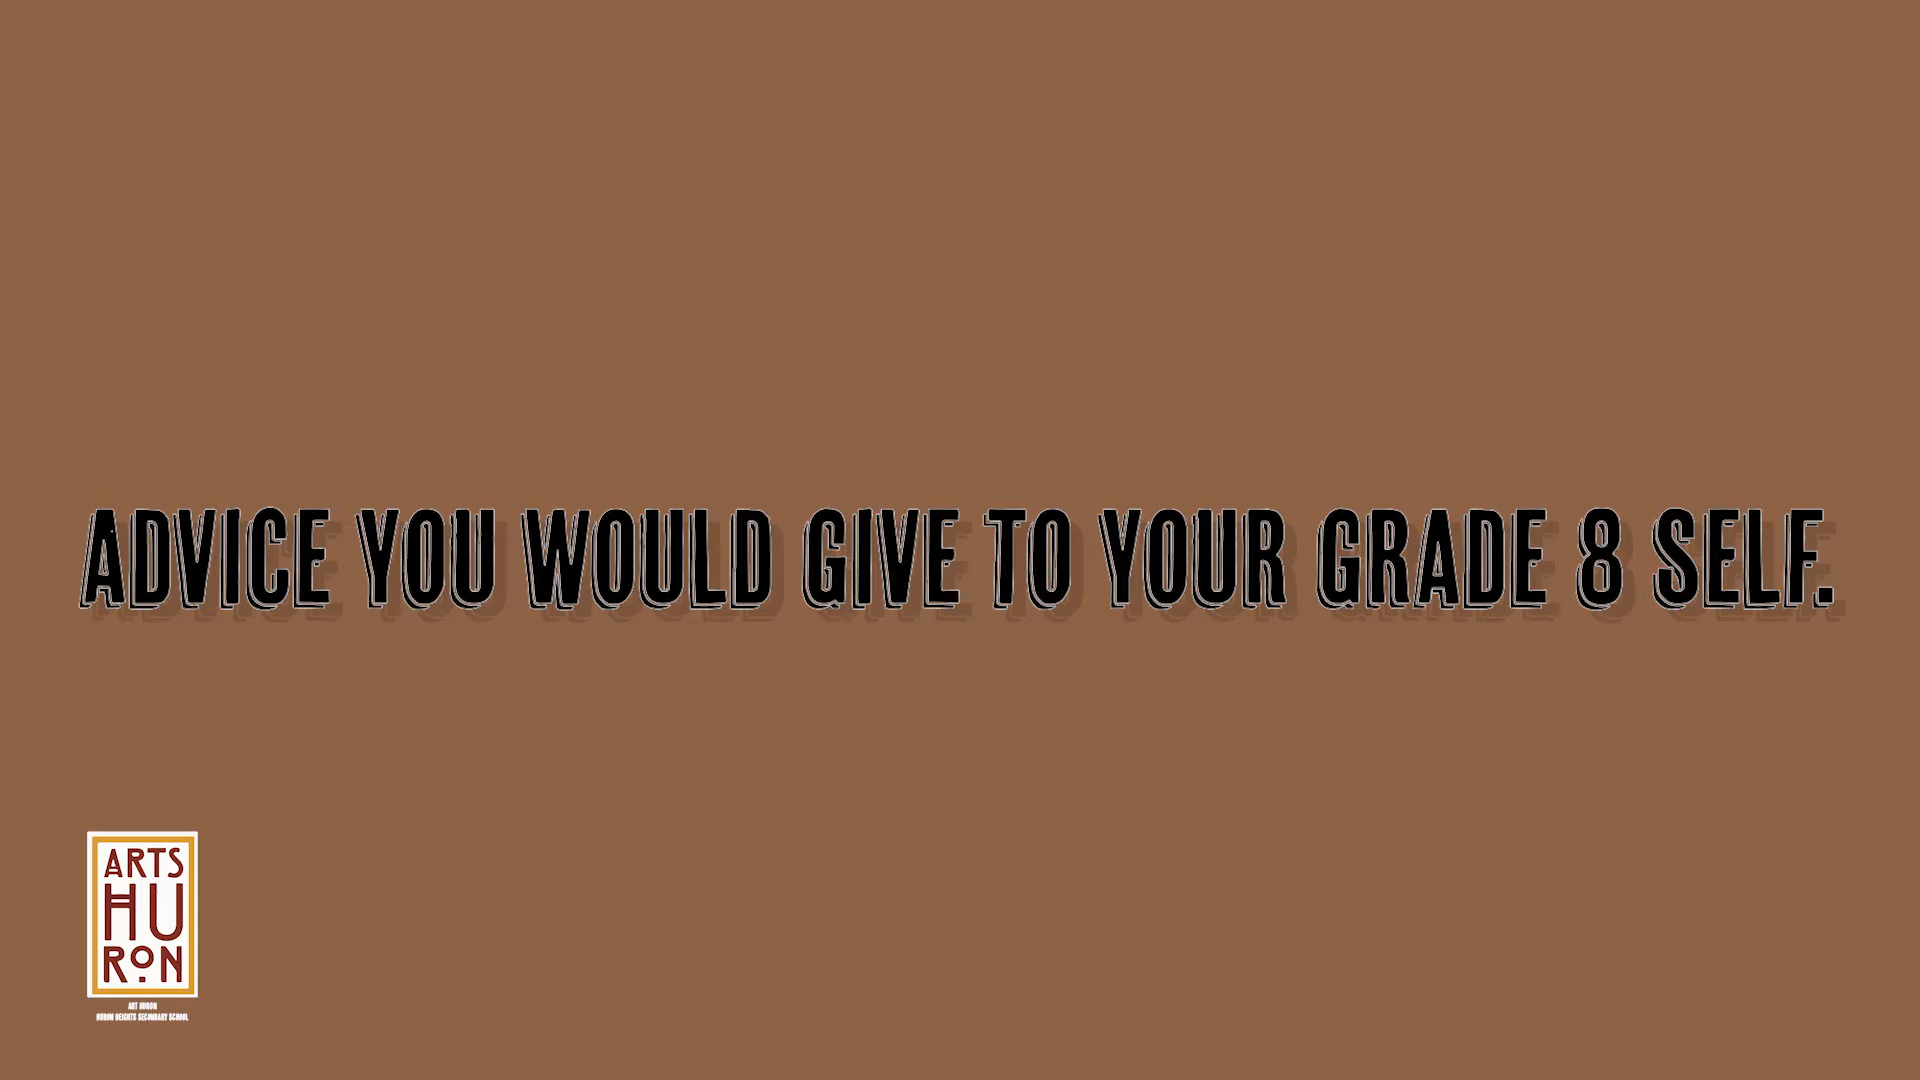 ADVICE YOU WOULD GIVE TO YOUR GRADE 8 SELF.
ARTS
HU
RON
ART HURON
HURON HEIGHTS SECONDARY SCHOOL